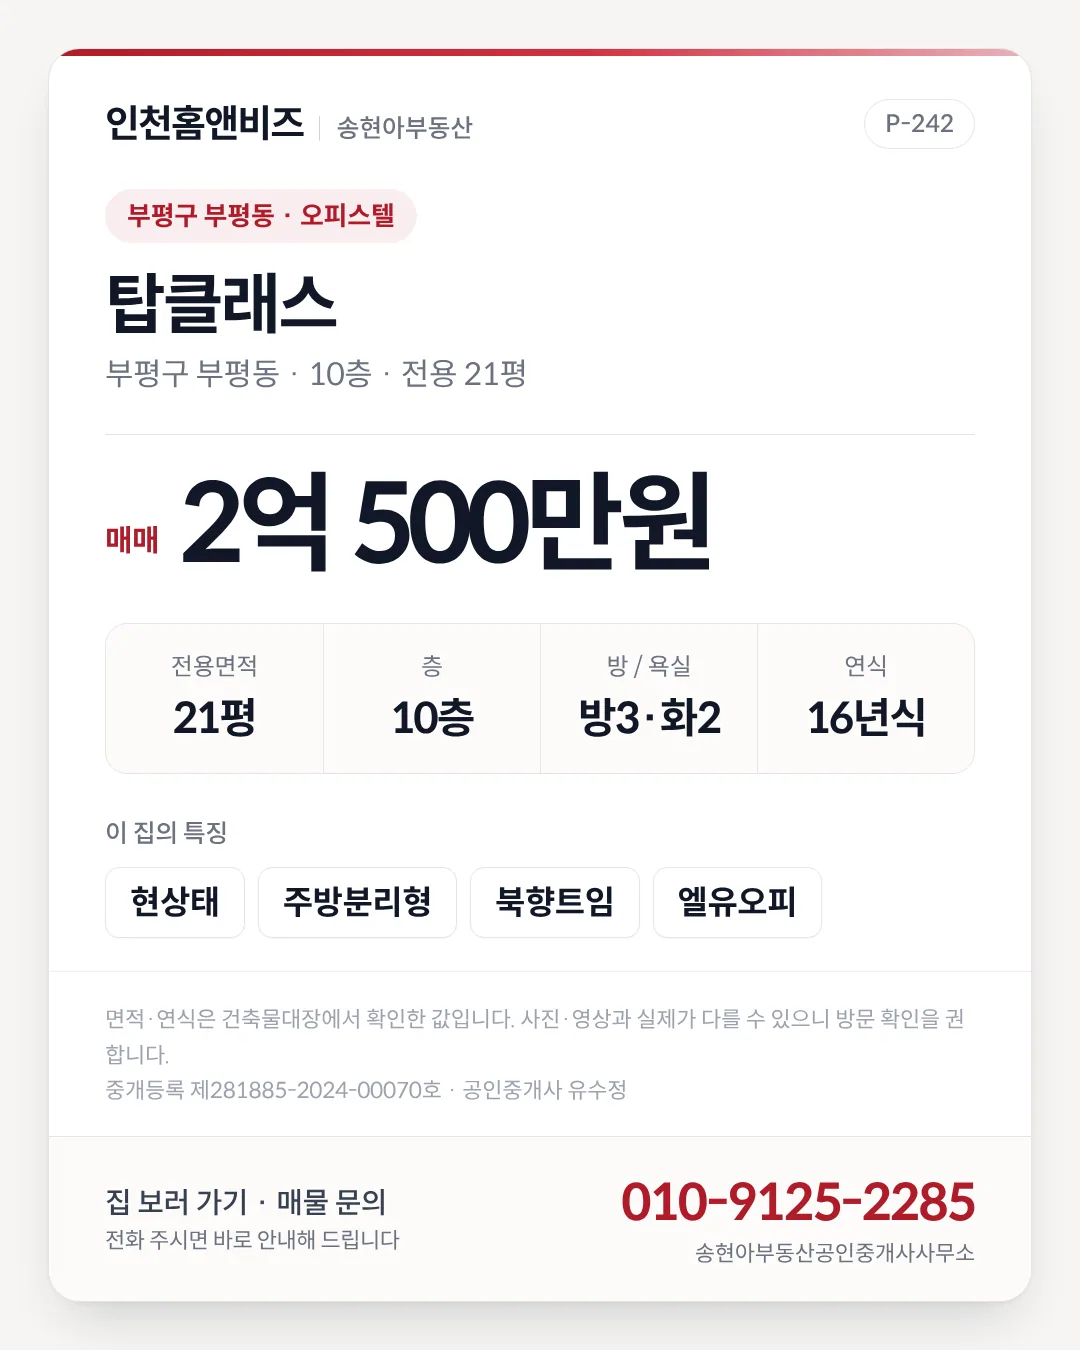 인천홈앤비즈 | 송현아부동산
P-242
부평구 부평동 · 오피스텔
탑클래스
부평구 부평동 · 10층 · 전용 21평
매매 2억 500만원
전용면적 층 방 / 욕실 연식
21평 10층 방3·화2 16년식
이 집의 특징
현상태 주방분리형 북향트임 엘유오피
면적·연식은 건축물대장에서 확인한 값입니다. 사진·영상과 실제가 다를 수 있으니 방문 확인을 권
합니다.
중개등록 제281885-2024-00070호 · 공인중개사 유수정
집 보러 가기 · 매물 문의
전화 주시면 바로 안내해 드립니다
010-9125-2285
송현아부동산공인중개사사무소